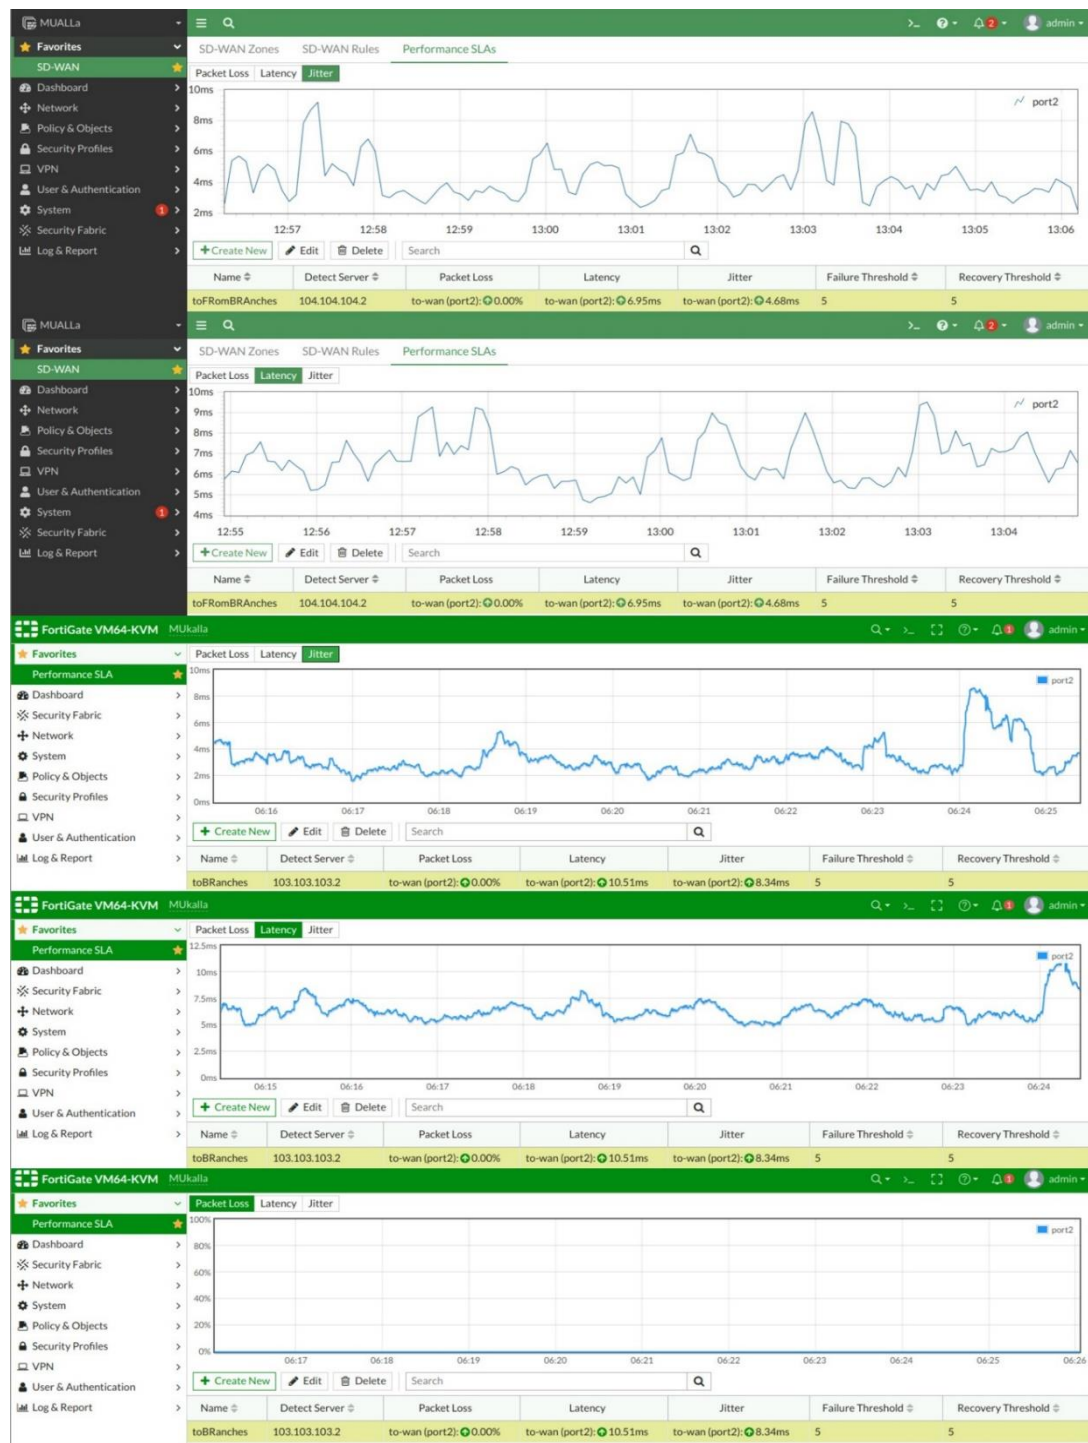 MUALLa admin
Favorites SD-WAN Zones SD-WAN Rules Performance SLAs
SD-WAN Packet Loss Latency Jitter
Dashboard 10ms port2
Network 8ms
Policy & Objects
Security Profiles 6ms
VPN
User & Authentication 4ms
System 1
Security Fabric 2ms
12:57 12:58 12:59 13:00 13:01 13:02 13:03 13:04 13:05 13:06
Log & Report + Create New Edit Delete Search
Name Detect Server Packet Loss Latency Jitter Failure Threshold Recovery Threshold
toFRomBRAnches 104.104.104.2 to-wan (port2): 0.00% to-wan (port2): 6.95ms to-wan (port2): 4.68ms 5 5
MUALLa 2 admin
Favorites SD-WAN Zones SD-WAN Rules Performance SLAs
SD-WAN Packet Loss Latency Jitter
Dashboard 10ms port2
Network 9ms
Policy & Objects 8ms
Security Profiles 7ms
VPN 6ms
User & Authentication 5ms
System 1 4ms
Security Fabric 12:55 12:56 12:57 12:58 12:59 13:00 13:01 13:02 13:03 13:04
Log & Report + Create New Edit Delete Search
Name Detect Server Packet Loss Latency Jitter Failure Threshold Recovery Threshold
toFRomBRAnches 104.104.104.2 to-wan (port2): 0.00% to-wan (port2): 6.95ms to-wan (port2): 4.68ms 5 5
FortiGate VM64-KVM MUkalla 1 admin
Favorites Packet Loss Latency Jitter
Performance SLA 10ms port2
Dashboard 8ms
Security Fabric
Network 6ms
System 4ms
Policy & Objects 2ms
Security Profiles 0ms
VPN 06:16 06:17 06:18 06:19 06:20 06:21 06:22 06:23 06:24 06:25
User & Authentication + Create New Edit Delete Search
Log & Report Name Detect Server Packet Loss Latency Jitter Failure Threshold Recovery Threshold
toBRanches 103.103.103.2 to-wan (port2): 0.00% to-wan (port2): 10.51ms to-wan (port2): 8.34ms 5 5
FortiGate VM64-KVM MUkalla 1 admin
Favorites Packet Loss Latency Jitter
Performance SLA 12.5ms port2
Dashboard 10ms
Security Fabric
Network 7.5ms
System 5ms
Policy & Objects 2.5ms
Security Profiles 0ms
VPN 06:15 06:16 06:17 06:18 06:19 06:20 06:21 06:22 06:23 06:24
User & Authentication + Create New Edit Delete Search
Log & Report Name Detect Server Packet Loss Latency Jitter Failure Threshold Recovery Threshold
toBRanches 103.103.103.2 to-wan (port2): 0.00% to-wan (port2): 10.51ms to-wan (port2): 8.34ms 5 5
FortiGate VM64-KVM MUkalla 1 admin
Favorites Packet Loss Latency Jitter
Performance SLA 100% port2
Dashboard 80%
Security Fabric
Network 60%
System 40%
Policy & Objects 20%
Security Profiles 0%
VPN 06:17 06:18 06:19 06:20 06:21 06:22 06:23 06:24 06:25 06:26
User & Authentication + Create New Edit Delete Search
Log & Report Name Detect Server Packet Loss Latency Jitter Failure Threshold Recovery Threshold
toBRanches 103.103.103.2 to-wan (port2): 0.00% to-wan (port2): 10.51ms to-wan (port2): 8.34ms 5 5